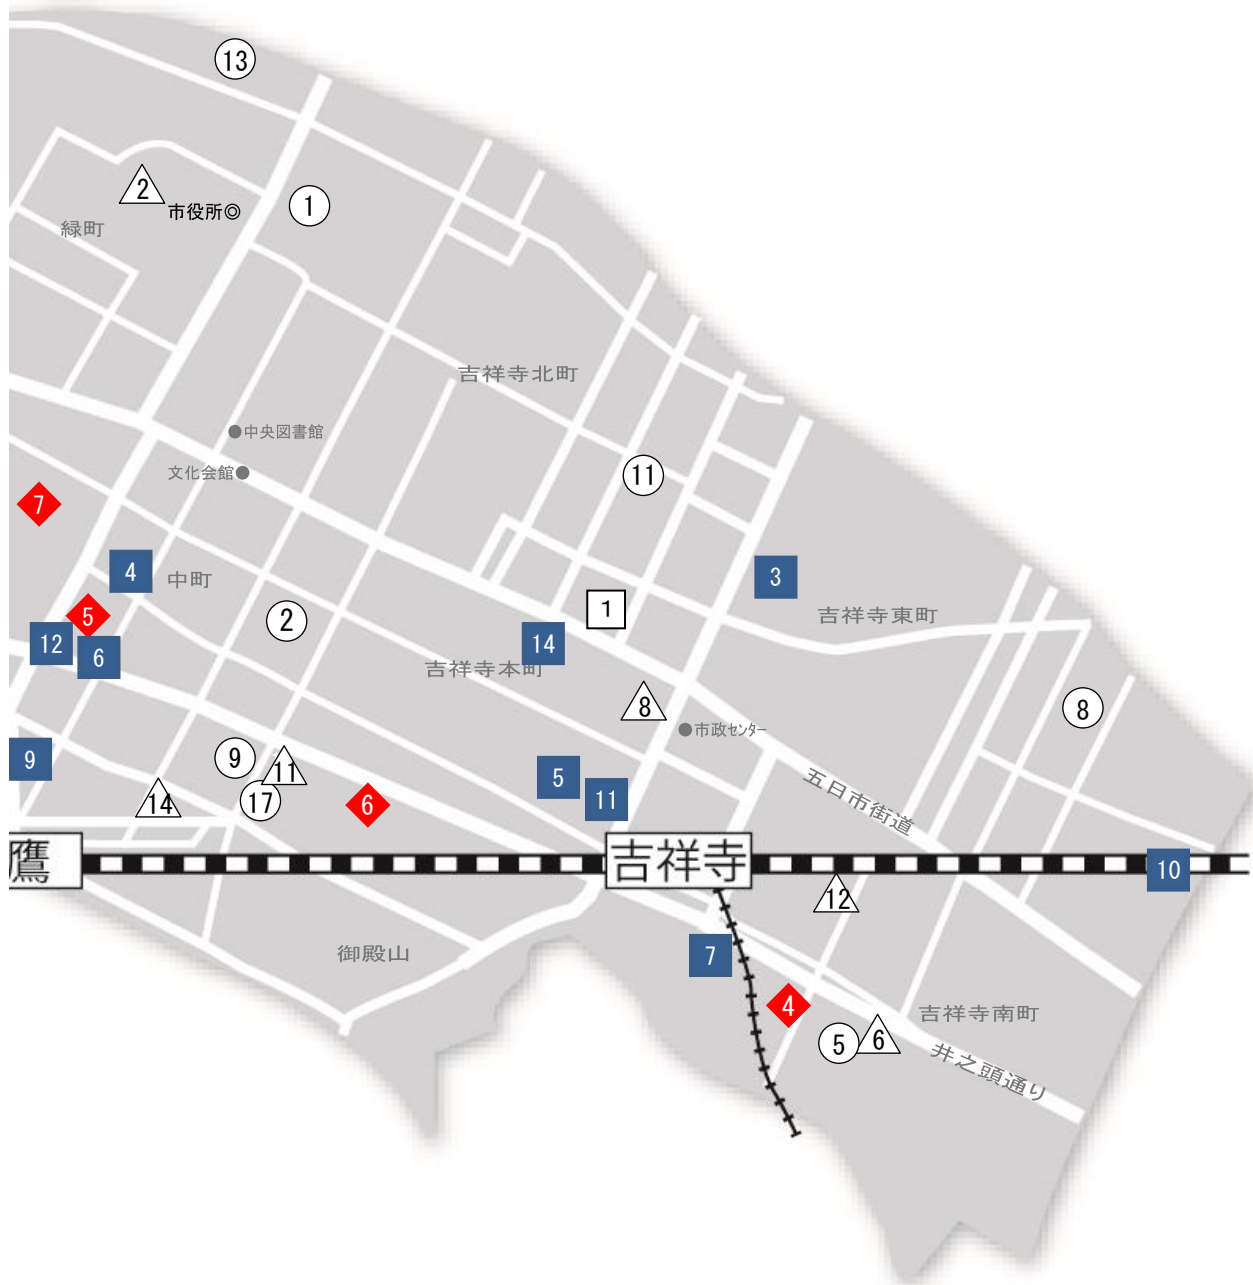 13
2
市役所◎
1
緑町
吉祥寺北町
●中央図書館
文化会館●
11
7
4
中町
3
5
2
1
吉祥寺東町
12
6
14
吉祥寺本町
8
8
●市政センター
9
9
11
5
11
五日市街道
14
17
6
鷹
吉祥寺
10
12
御殿山
7
4
吉祥寺南町
5
6
井之頭通り